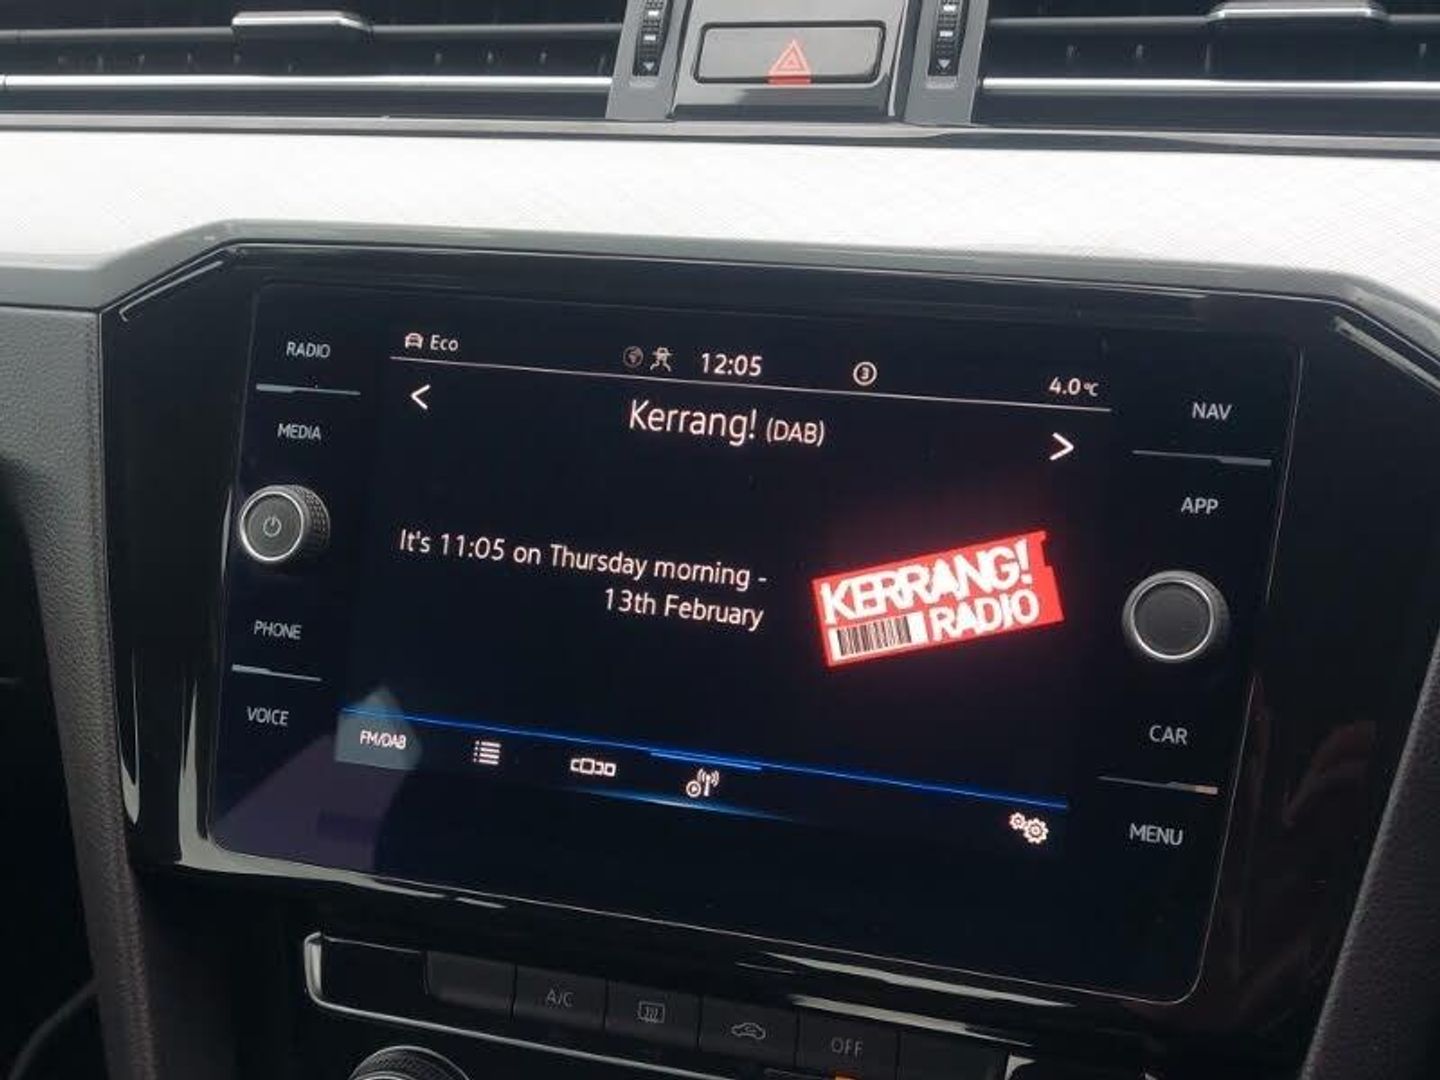 RADIO
MEDIA
PHONE
VOICE
Eco
12:05
3
4.0°C
<
Kerrang! (DAB)
>
It's 11:05 on Thursday morning -
13th February
KERRANG!
RADIO
FM/DAB
NAV
APP
CAR
MENU
A/C
OFF